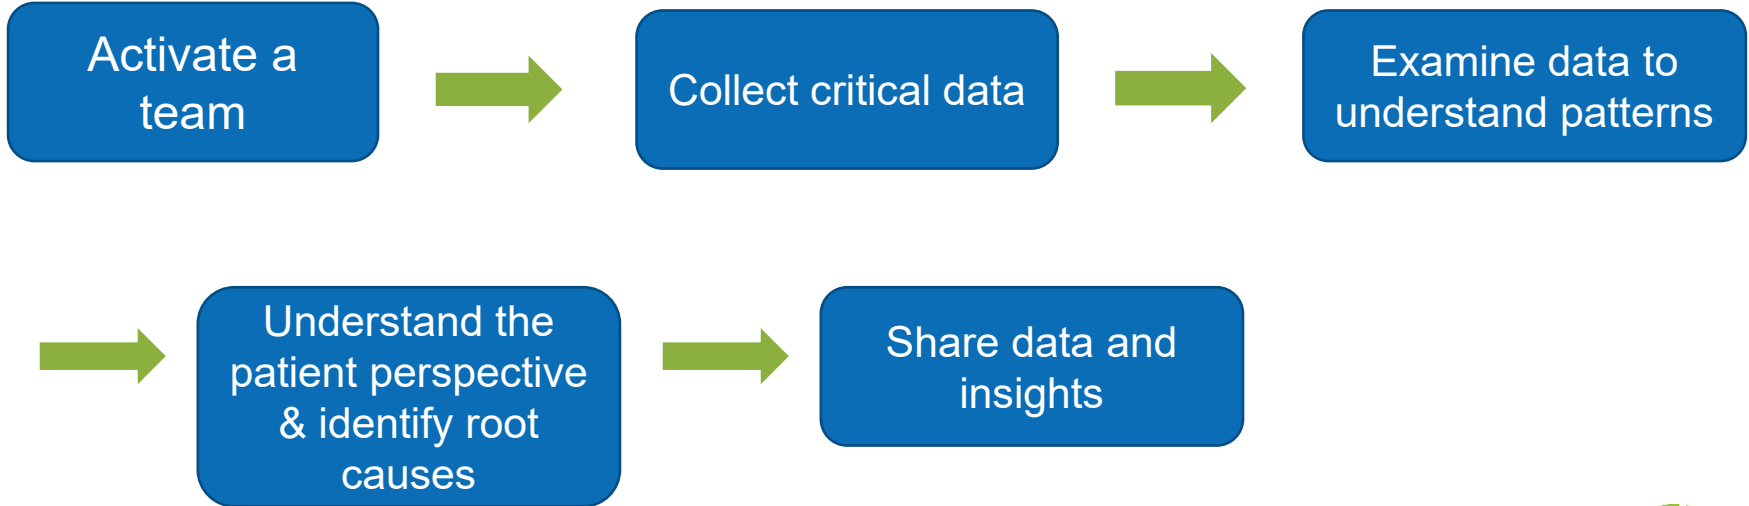 Activate a
team
Collect critical data
Examine data to
understand patterns
Understand the
patient perspective
& identify root
causes
Share data and
insights